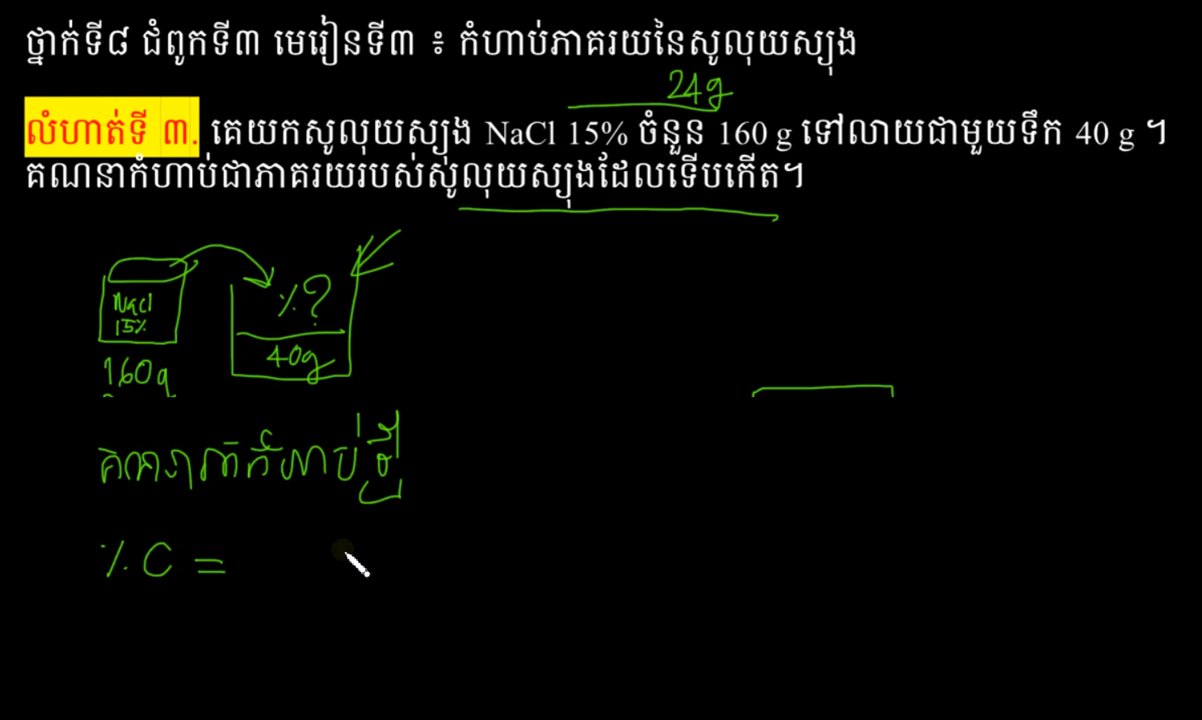 ថ្នាក់ទី៨ ជំពូកទី៣ មេរៀនទី៣ ៖ កំហាប់ភាគរយនៃសូលុយស្យុង
24g
លំហាត់ទី ៣. គេយកសូលុយស្យុង NaCl 15% ចំនួន 160 g ទៅលាយជាមួយទឹក 40 g ។
គណនាកំហាប់ជាភាគរយរបស់សូលុយស្យុងដែលទើបកើត។
NaCl
15%
%?
40g
160g
គណនាកំហាប់ថ្មី
% C =